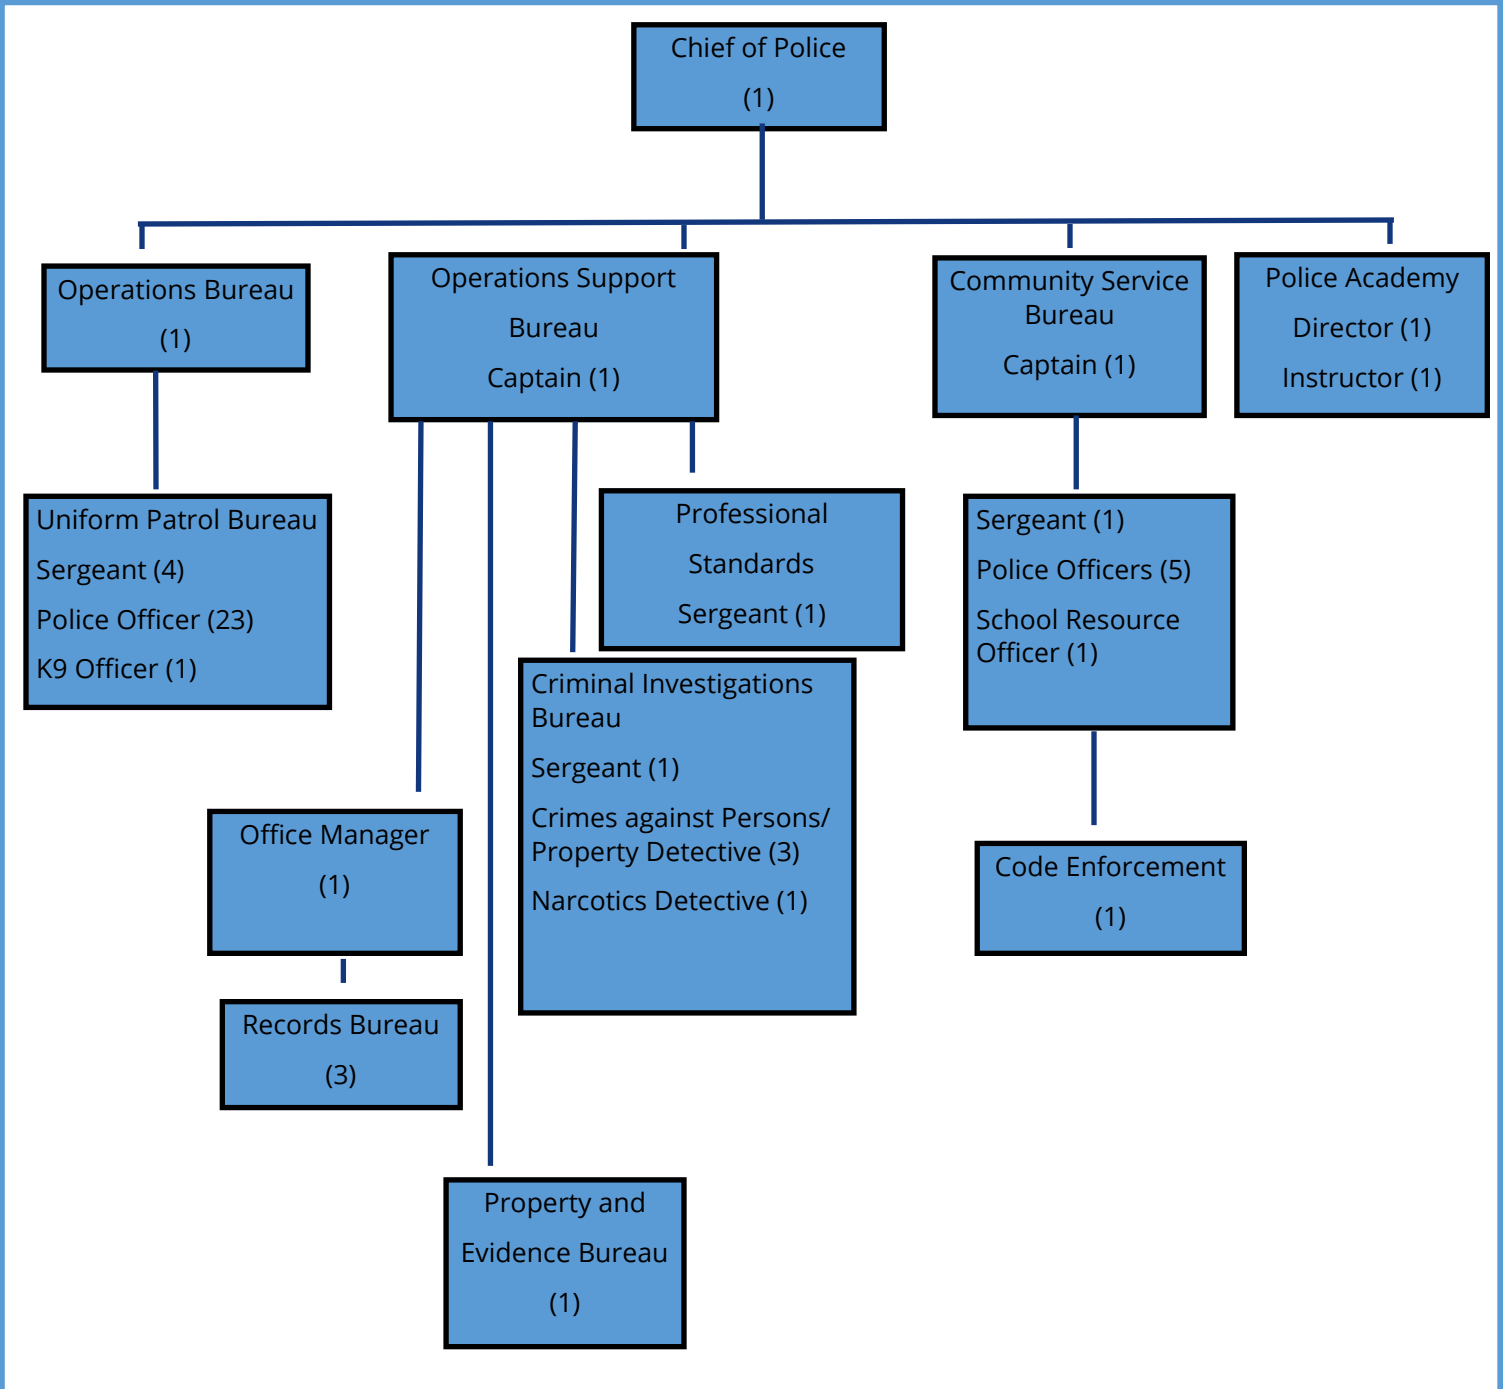 Chief of Police
(1)
Operations Bureau
(1)
Operations Support
Bureau
Captain (1)
Community Service
Bureau
Captain (1)
Police Academy
Director (1)
Instructor (1)
Uniform Patrol Bureau
Sergeant (4)
Police Officer (23)
K9 Officer (1)
Professional
Standards
Sergeant (1)
Sergeant (1)
Police Officers (5)
School Resource
Officer (1)
Criminal Investigations
Bureau
Sergeant (1)
Crimes against Persons/
Property Detective (3)
Narcotics Detective (1)
Office Manager
(1)
Code Enforcement
(1)
Records Bureau
(3)
Property and
Evidence Bureau
(1)